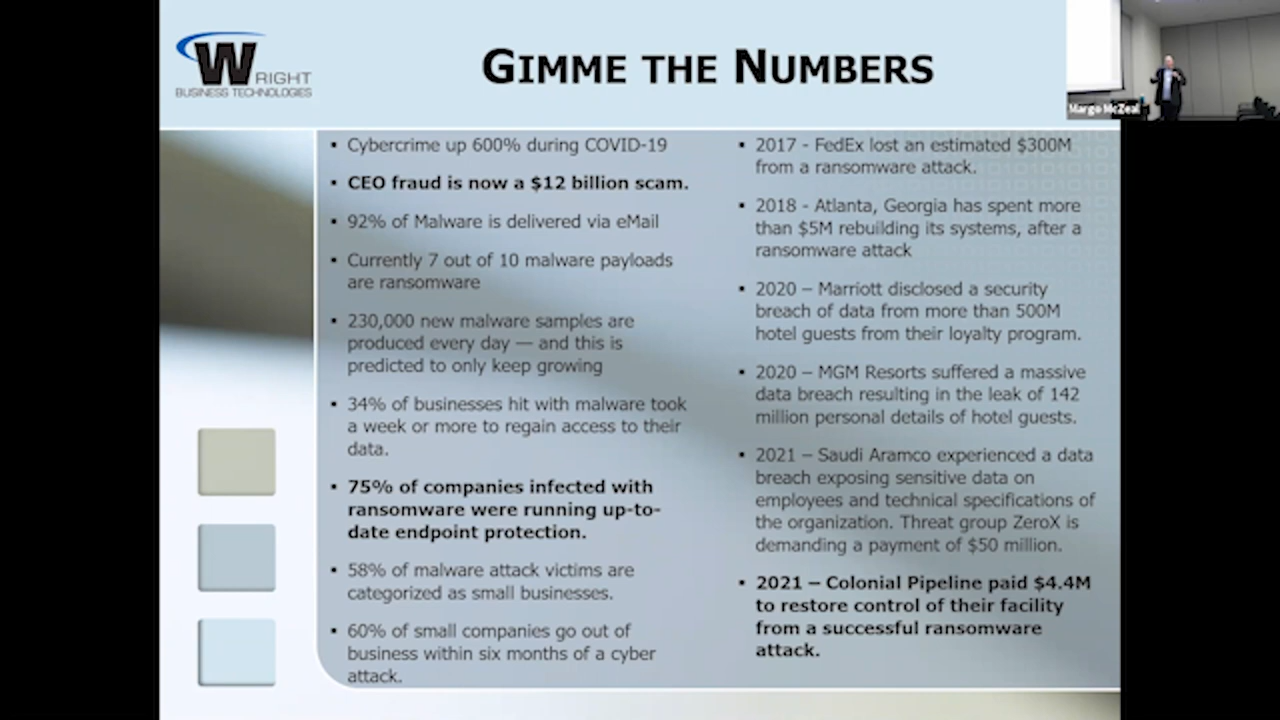 WRIGHT
BUSINESS TECHNOLOGIES
GIMME THE NUMBERS
Margo McZeal
▪ Cybercrime up 600% during COVID-19
▪ CEO fraud is now a $12 billion scam.
▪ 92% of Malware is delivered via eMail
▪ Currently 7 out of 10 malware payloads
are ransomware
▪ 230,000 new malware samples are
produced every day — and this is
predicted to only keep growing
▪ 34% of businesses hit with malware took
a week or more to regain access to their
data.
▪ 75% of companies infected with
ransomware were running up-to-
date endpoint protection.
▪ 58% of malware attack victims are
categorized as small businesses.
▪ 60% of small companies go out of
business within six months of a cyber
attack.
▪ 2017 - FedEx lost an estimated $300M
from a ransomware attack.
▪ 2018 - Atlanta, Georgia has spent more
than $5M rebuilding its systems, after a
ransomware attack
▪ 2020 – Marriott disclosed a security
breach of data from more than 500M
hotel guests from their loyalty program.
▪ 2020 – MGM Resorts suffered a massive
data breach resulting in the leak of 142
million personal details of hotel guests.
▪ 2021 – Saudi Aramco experienced a data
breach exposing sensitive data on
employees and technical specifications of
the organization. Threat group ZeroX is
demanding a payment of $50 million.
▪ 2021 – Colonial Pipeline paid $4.4M
to restore control of their facility
from a successful ransomware
attack.